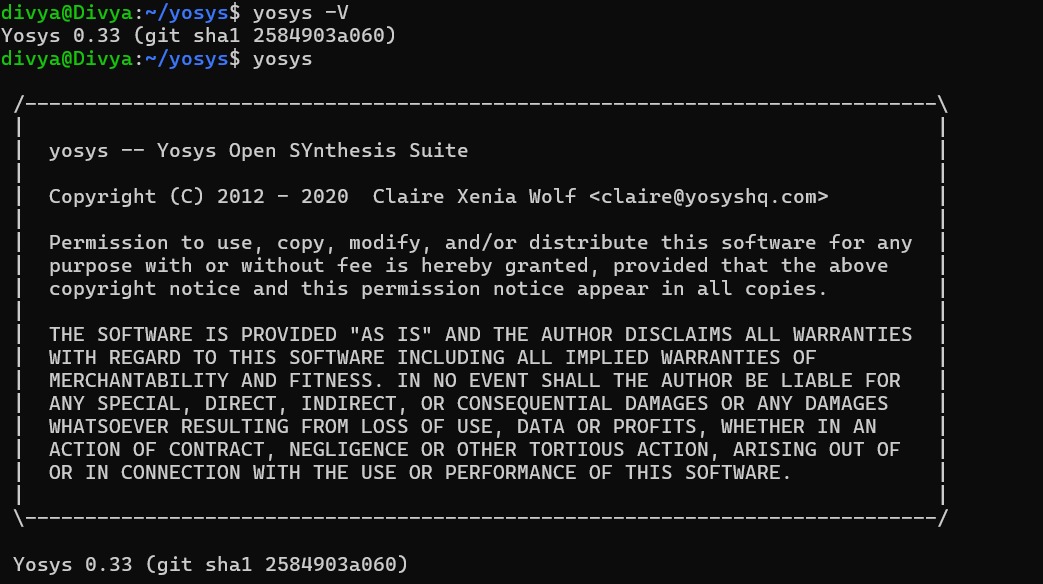 divya@Divya:~/yosys$ yosys -V
Yosys 0.33 (git sha1 2584903a060)
divya@Divya:~/yosys$ yosys
/----------------------------------------------------------------------------\
| yosys -- Yosys Open SYnthesis Suite |
| Copyright (C) 2012 - 2020  Claire Xenia Wolf <claire@yosyshq.com> |
| Permission to use, copy, modify, and/or distribute this software for any |
| purpose with or without fee is hereby granted, provided that the above |
| copyright notice and this permission notice appear in all copies. |
| THE SOFTWARE IS PROVIDED "AS IS" AND THE AUTHOR DISCLAIMS ALL WARRANTIES |
| WITH REGARD TO THIS SOFTWARE INCLUDING ALL IMPLIED WARRANTIES OF |
| MERCHANTABILITY AND FITNESS. IN NO EVENT SHALL THE AUTHOR BE LIABLE FOR |
| ANY SPECIAL, DIRECT, INDIRECT, OR CONSEQUENTIAL DAMAGES OR ANY DAMAGES |
| WHATSOEVER RESULTING FROM LOSS OF USE, DATA OR PROFITS, WHETHER IN AN |
| ACTION OF CONTRACT, NEGLIGENCE OR OTHER TORTIOUS ACTION, ARISING OUT OF |
| OR IN CONNECTION WITH THE USE OR PERFORMANCE OF THIS SOFTWARE. |
\----------------------------------------------------------------------------/
Yosys 0.33 (git sha1 2584903a060)